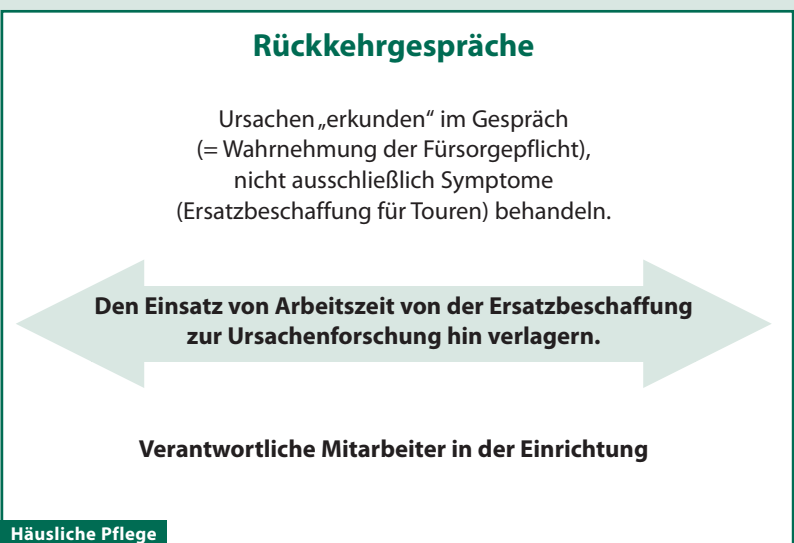 Rückkehrgespräche
Ursachen „erkunden“ im Gespräch
(= Wahrnehmung der Fürsorgepflicht),
nicht ausschließlich Symptome
(Ersatzbeschaffung für Touren) behandeln.
Den Einsatz von Arbeitszeit von der Ersatzbeschaffung
zur Ursachenforschung hin verlagern.
Verantwortliche Mitarbeiter in der Einrichtung
Häusliche Pflege